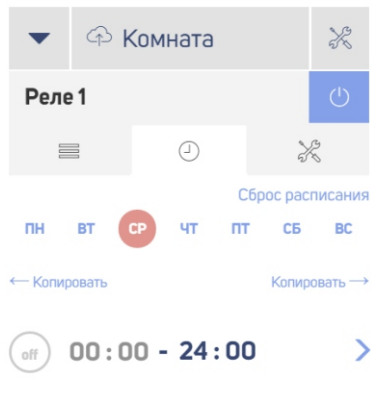 Комната
Реле 1
Сброс расписания
ПН ВТ СР ЧТ ПТ СБ ВС
← Копировать Копировать →
off 00:00 - 24:00